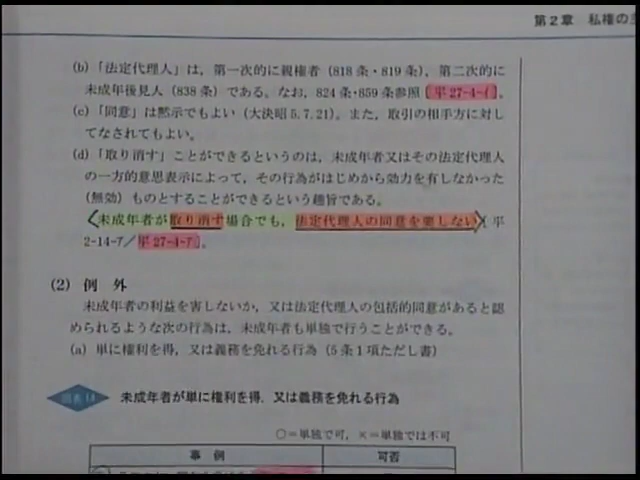 第2章 私権の
(b)「法定代理人」は，第一次的に親権者（818条・819条），第二次的に
未成年後見人（838条）である。なお，824条・859条参照〔平27-4-イ〕。
(c)「同意」は黙示でもよい（大決昭5.7.21）。また，取引の相手方に対し
てなされてもよい。
(d)「取り消す」ことができるというのは，未成年者又はその法定代理人
の一方的意思表示によって，その行為がはじめから効力を有しなかった
（無効）ものとすることができるという趣旨である。
未成年者が取り消す場合でも，法定代理人の同意を要しない〔平
2-14-7／平27-4-7〕。
(2) 例 外
未成年者の利益を害しないか，又は法定代理人の包括的同意があると認
められるような次の行為は，未成年者も単独で行うことができる。
(a) 単に権利を得，又は義務を免れる行為（5条1項ただし書）
図表14 未成年者が単に権利を得，又は義務を免れる行為
○＝単独で可，×＝単独では不可
事 例 可否